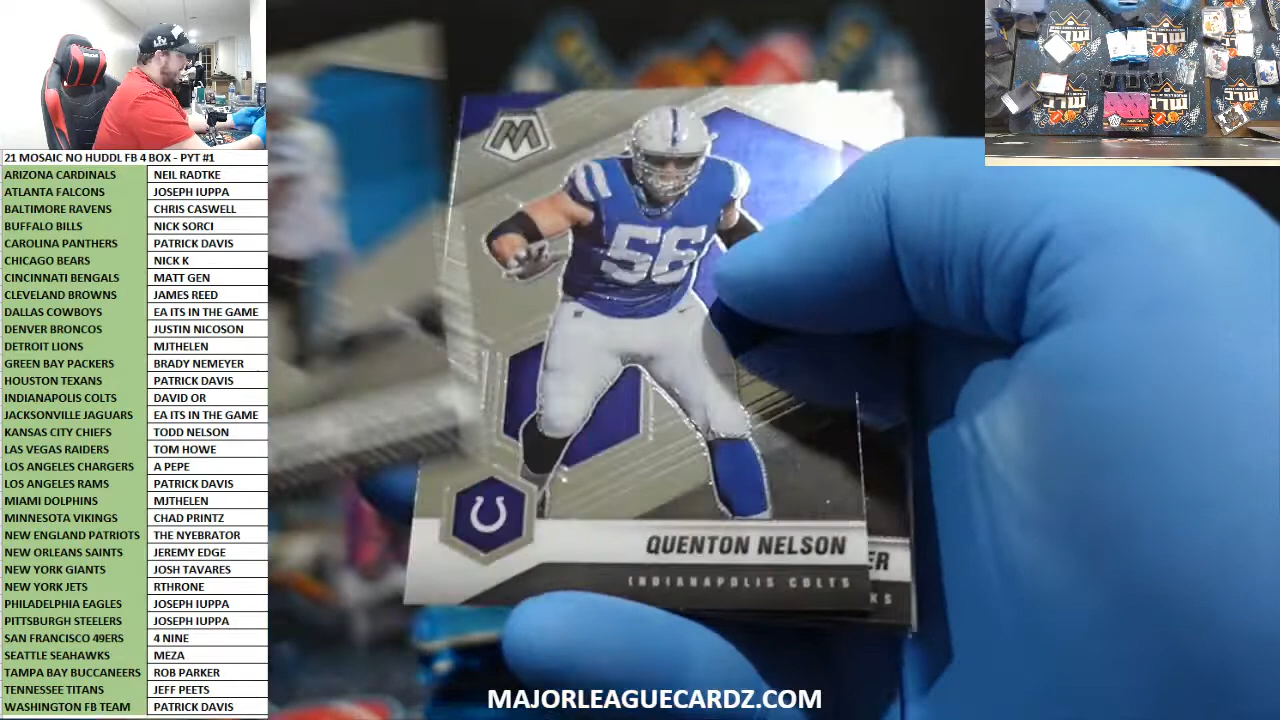 LIV
21 MOSAIC NO HUDDL FB 4 BOX - PYT #1
ARIZONA CARDINALS NEIL RADTKE
ATLANTA FALCONS JOSEPH IUPPA
BALTIMORE RAVENS CHRIS CASWELL
BUFFALO BILLS NICK SORCI
CAROLINA PANTHERS PATRICK DAVIS
CHICAGO BEARS NICK K
CINCINNATI BENGALS MATT GEN
CLEVELAND BROWNS JAMES REED
DALLAS COWBOYS EA ITS IN THE GAME
DENVER BRONCOS JUSTIN NICOSON
DETROIT LIONS MJTHELEN
GREEN BAY PACKERS BRADY NEMEYER
HOUSTON TEXANS PATRICK DAVIS
INDIANAPOLIS COLTS DAVID OR
JACKSONVILLE JAGUARS EA ITS IN THE GAME
KANSAS CITY CHIEFS TODD NELSON
LAS VEGAS RAIDERS TOM HOWE
LOS ANGELES CHARGERS A PEPE
LOS ANGELES RAMS PATRICK DAVIS
MIAMI DOLPHINS MJTHELEN
MINNESOTA VIKINGS CHAD PRINTZ
NEW ENGLAND PATRIOTS THE NYEBRATOR
NEW ORLEANS SAINTS JEREMY EDGE
NEW YORK GIANTS JOSH TAVARES
NEW YORK JETS RTHRONE
PHILADELPHIA EAGLES JOSEPH IUPPA
PITTSBURGH STEELERS JOSEPH IUPPA
SAN FRANCISCO 49ERS 4 NINE
SEATTLE SEAHAWKS MEZA
TAMPA BAY BUCCANEERS ROB PARKER
TENNESSEE TITANS JEFF PEETS
WASHINGTON FB TEAM PATRICK DAVIS
M
56
QUENTON NELSON
INDIANAPOLIS COLTS
ER
KS
MLC
MLC
MAJORLEAGUECARDZ.COM